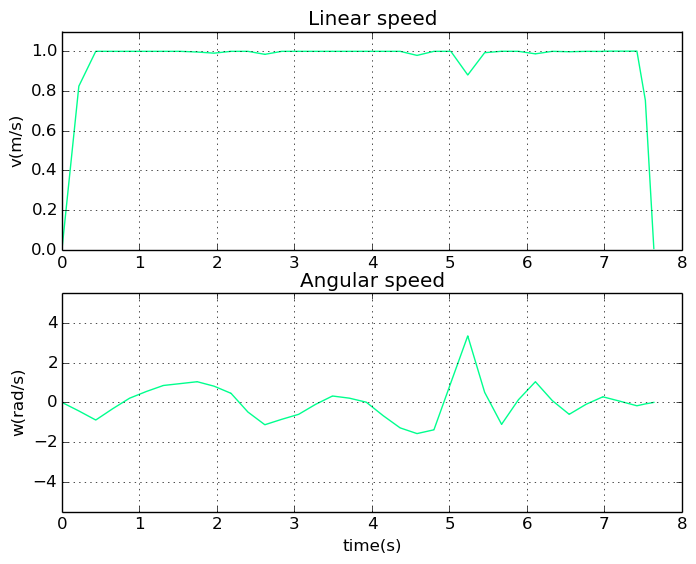 Linear speed
1.0
0.8
0.6
0.4
0.2
0.0
v(m/s)
0 1 2 3 4 5 6 7 8
Angular speed
4
2
0
−2
−4
w(rad/s)
0 1 2 3 4 5 6 7 8
time(s)